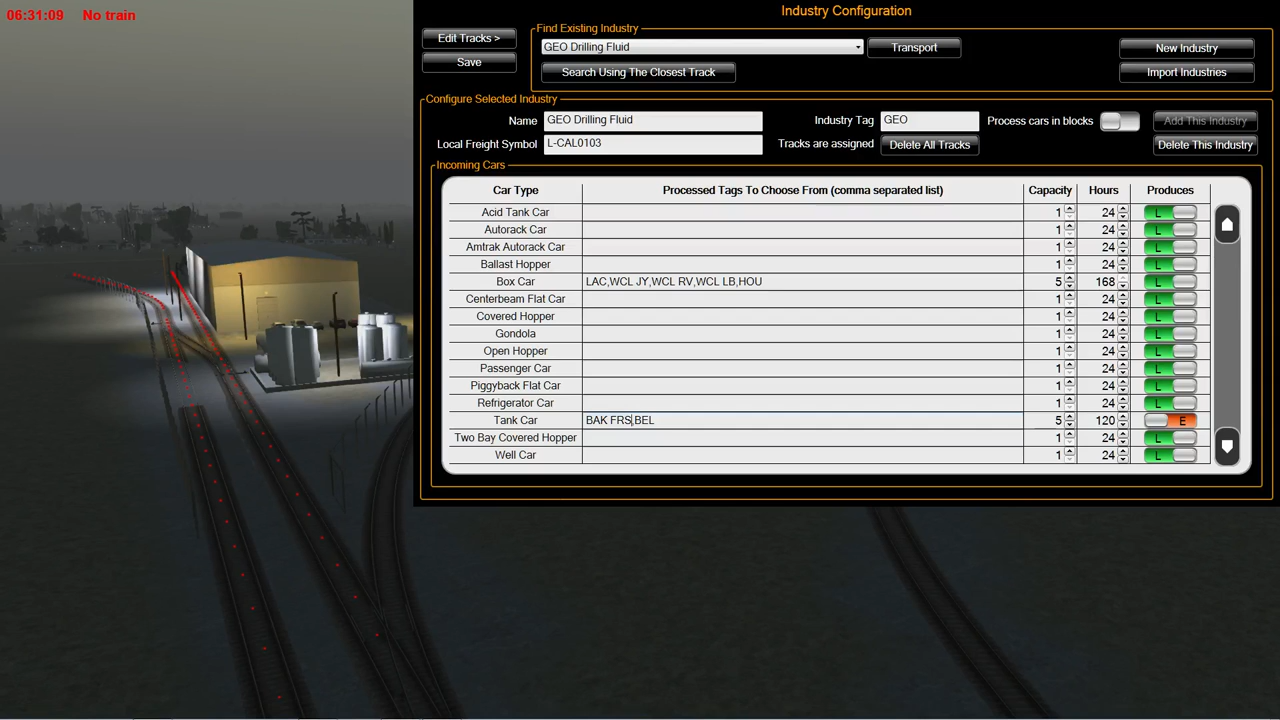 06:31:09 No train
Industry Configuration
Edit Tracks >
Save
Find Existing Industry
GEO Drilling Fluid
Transport
Search Using The Closest Track
New Industry
Import Industries
Configure Selected Industry
Name GEO Drilling Fluid Industry Tag GEO Process cars in blocks Add This Industry
Local Freight Symbol L-CAL0103 Tracks are assigned Delete All Tracks Delete This Industry
Incoming Cars
Car Type Processed Tags To Choose From (comma separated list) Capacity Hours Produces
Acid Tank Car 1 24 L
Autorack Car 1 24 L
Amtrak Autorack Car 1 24 L
Ballast Hopper 1 24 L
Box Car LAC,WCL JY,WCL RV,WCL LB,HOU 5 168 L
Centerbeam Flat Car 1 24 L
Covered Hopper 1 24 L
Gondola 1 24 L
Open Hopper 1 24 L
Passenger Car 1 24 L
Piggyback Flat Car 1 24 L
Refrigerator Car 1 24 L
Tank Car BAK FRS,BEL 5 120 E
Two Bay Covered Hopper 1 24 L
Well Car 1 24 L